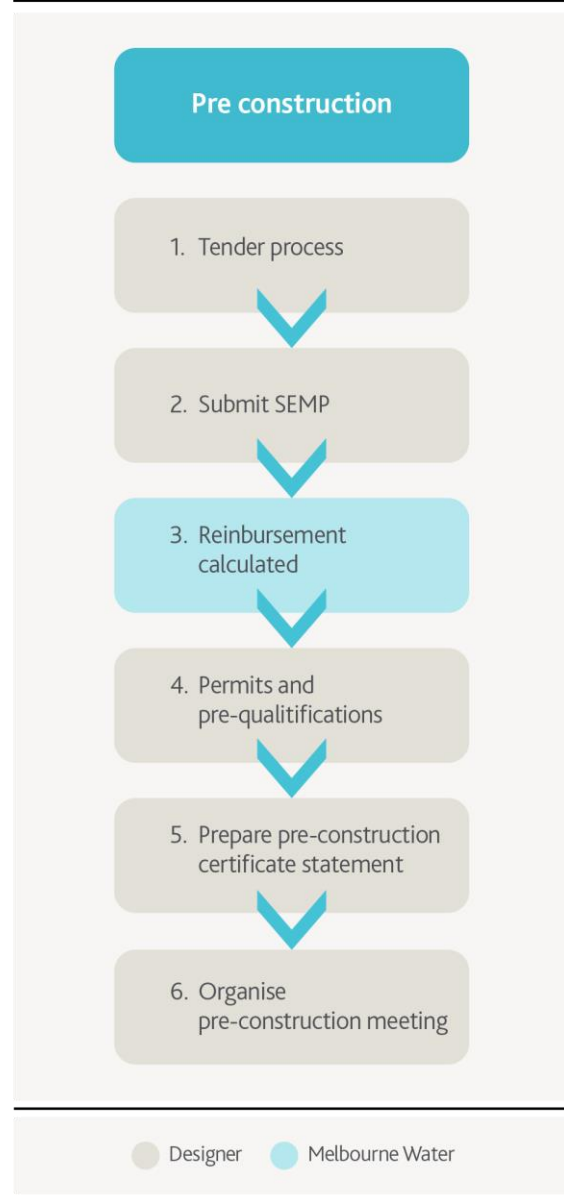 Pre construction
1. Tender process
2. Submit SEMP
3. Reinbursement
calculated
4. Permits and
pre-qualitifications
5. Prepare pre-construction
certificate statement
6. Organise
pre-construction meeting
Designer Melbourne Water